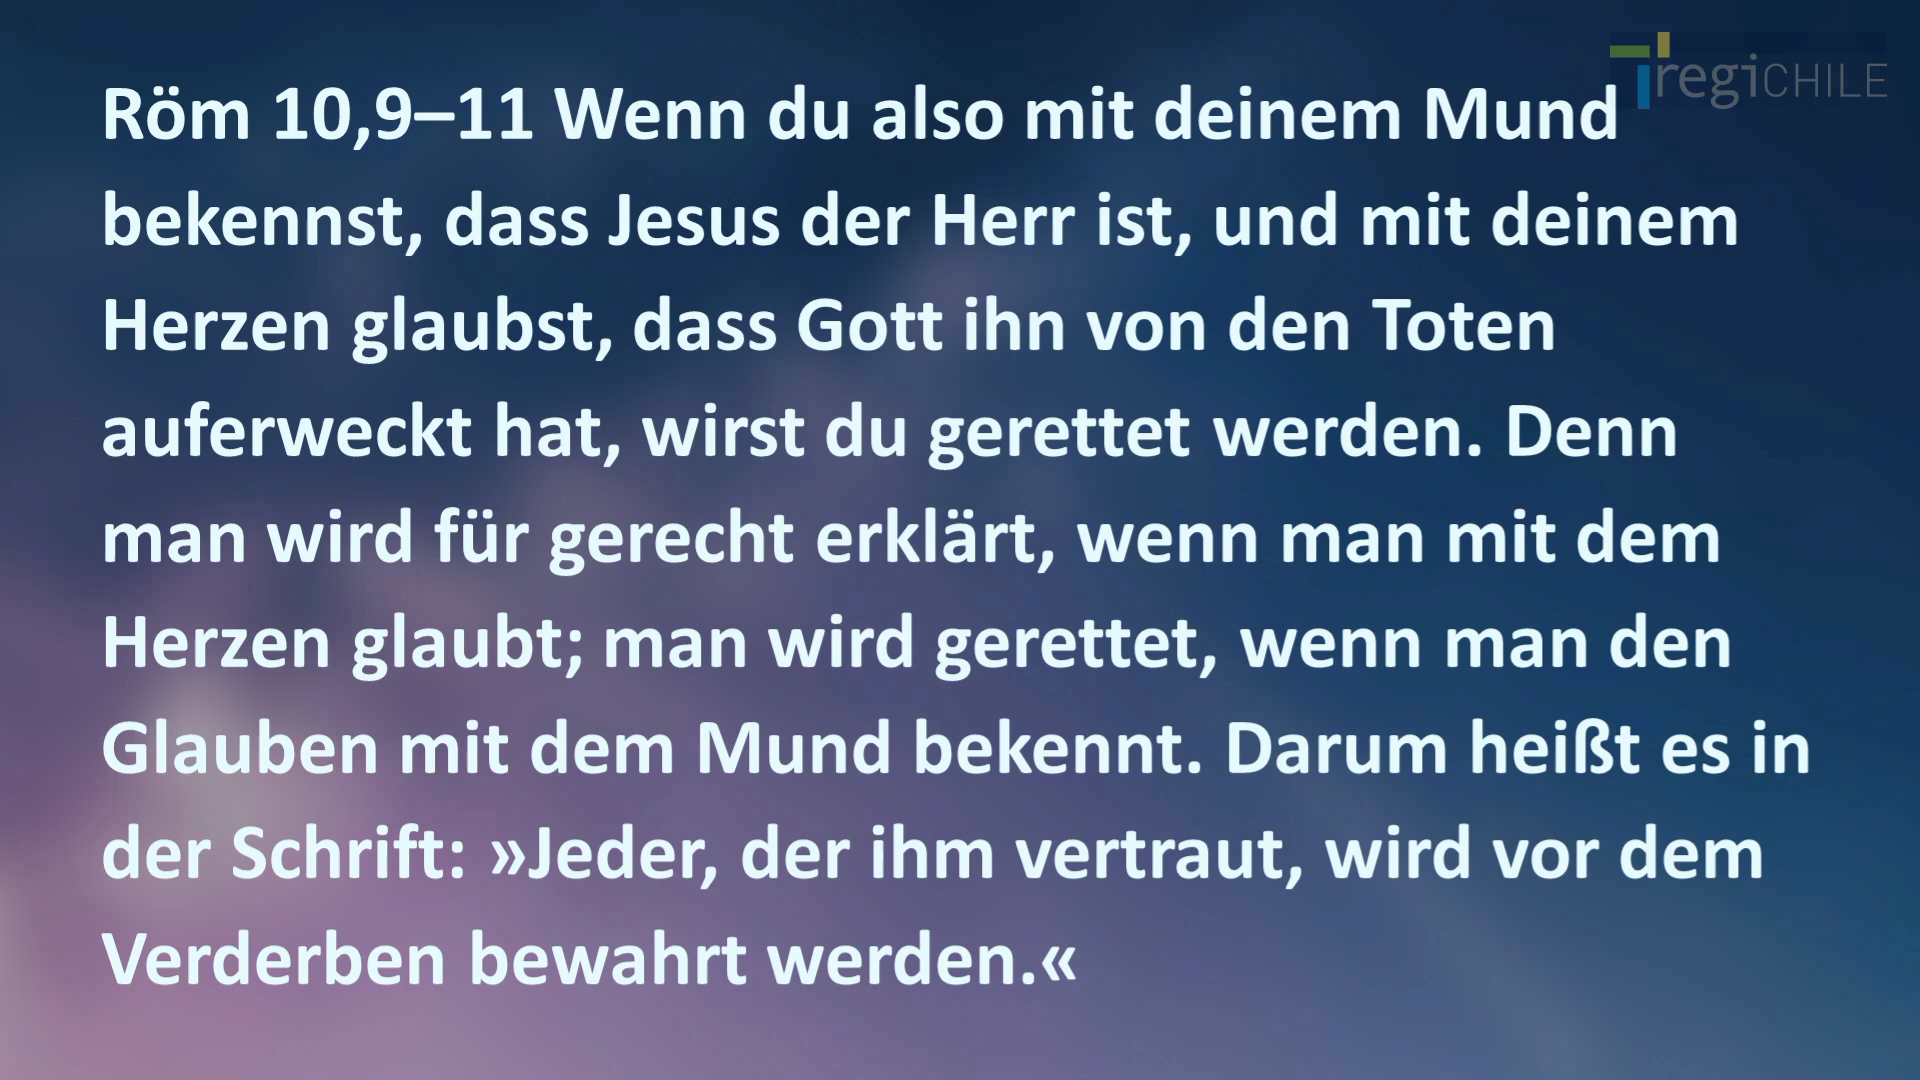 regiCHILE
Röm 10,9–11 Wenn du also mit deinem Mund
bekennst, dass Jesus der Herr ist, und mit deinem
Herzen glaubst, dass Gott ihn von den Toten
auferweckt hat, wirst du gerettet werden. Denn
man wird für gerecht erklärt, wenn man mit dem
Herzen glaubt; man wird gerettet, wenn man den
Glauben mit dem Mund bekennt. Darum heißt es in
der Schrift: »Jeder, der ihm vertraut, wird vor dem
Verderben bewahrt werden.«